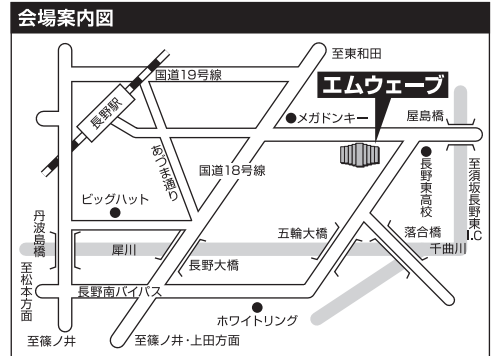 会場案内図
至東和田
国道19号線
エムウェーブ
長野駅
メガドンキー
屋島橋
あづま通り
国道18号線
長野東高校
至須坂長野東I.C
ビッグハット
丹波島橋
五輪大橋
落合橋
犀川
千曲川
長野大橋
至松本方面
長野南バイパス
ホワイトリング
至篠ノ井
至篠ノ井・上田方面